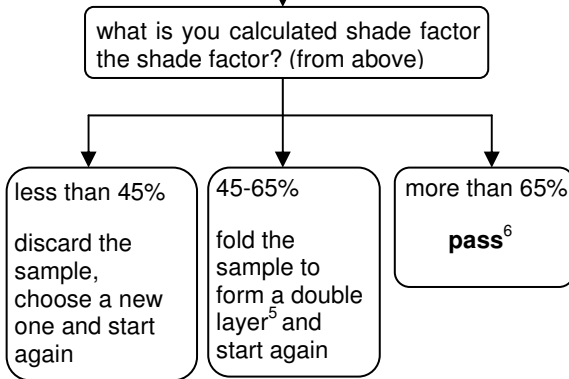 what is you calculated shade factor
the shade factor? (from above)
less than 45%
discard the
sample,
choose a new
one and start
again
45-65%
fold the
sample to
form a double
layer5 and
start again
more than 65%
pass6